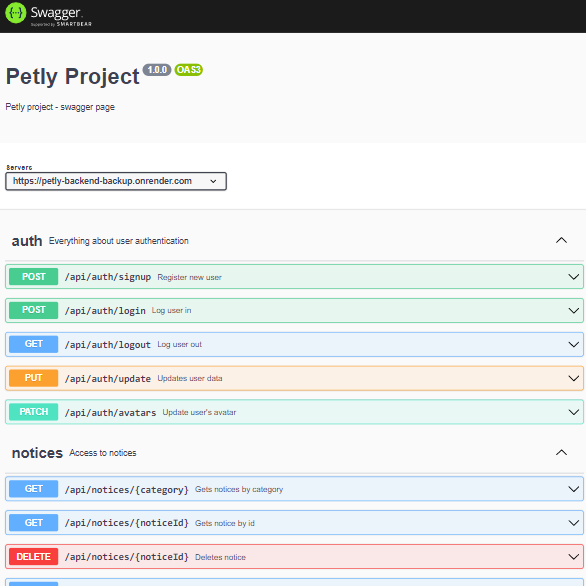 {···} Swagger.
Supported by SMARTBEAR
Petly Project 1.0.0 OAS3
Petly project - swagger page
Servers
https://petly-backend-backup.onrender.com
auth Everything about user authentication
POST /api/auth/signup Register new user
POST /api/auth/login Log user in
GET /api/auth/logout Log user out
PUT /api/auth/update Updates user data
PATCH /api/auth/avatars Update user's avatar
notices Access to notices
GET /api/notices/{category} Gets notices by category
GET /api/notices/{noticeId} Gets notice by id
DELETE /api/notices/{noticeId} Deletes notice